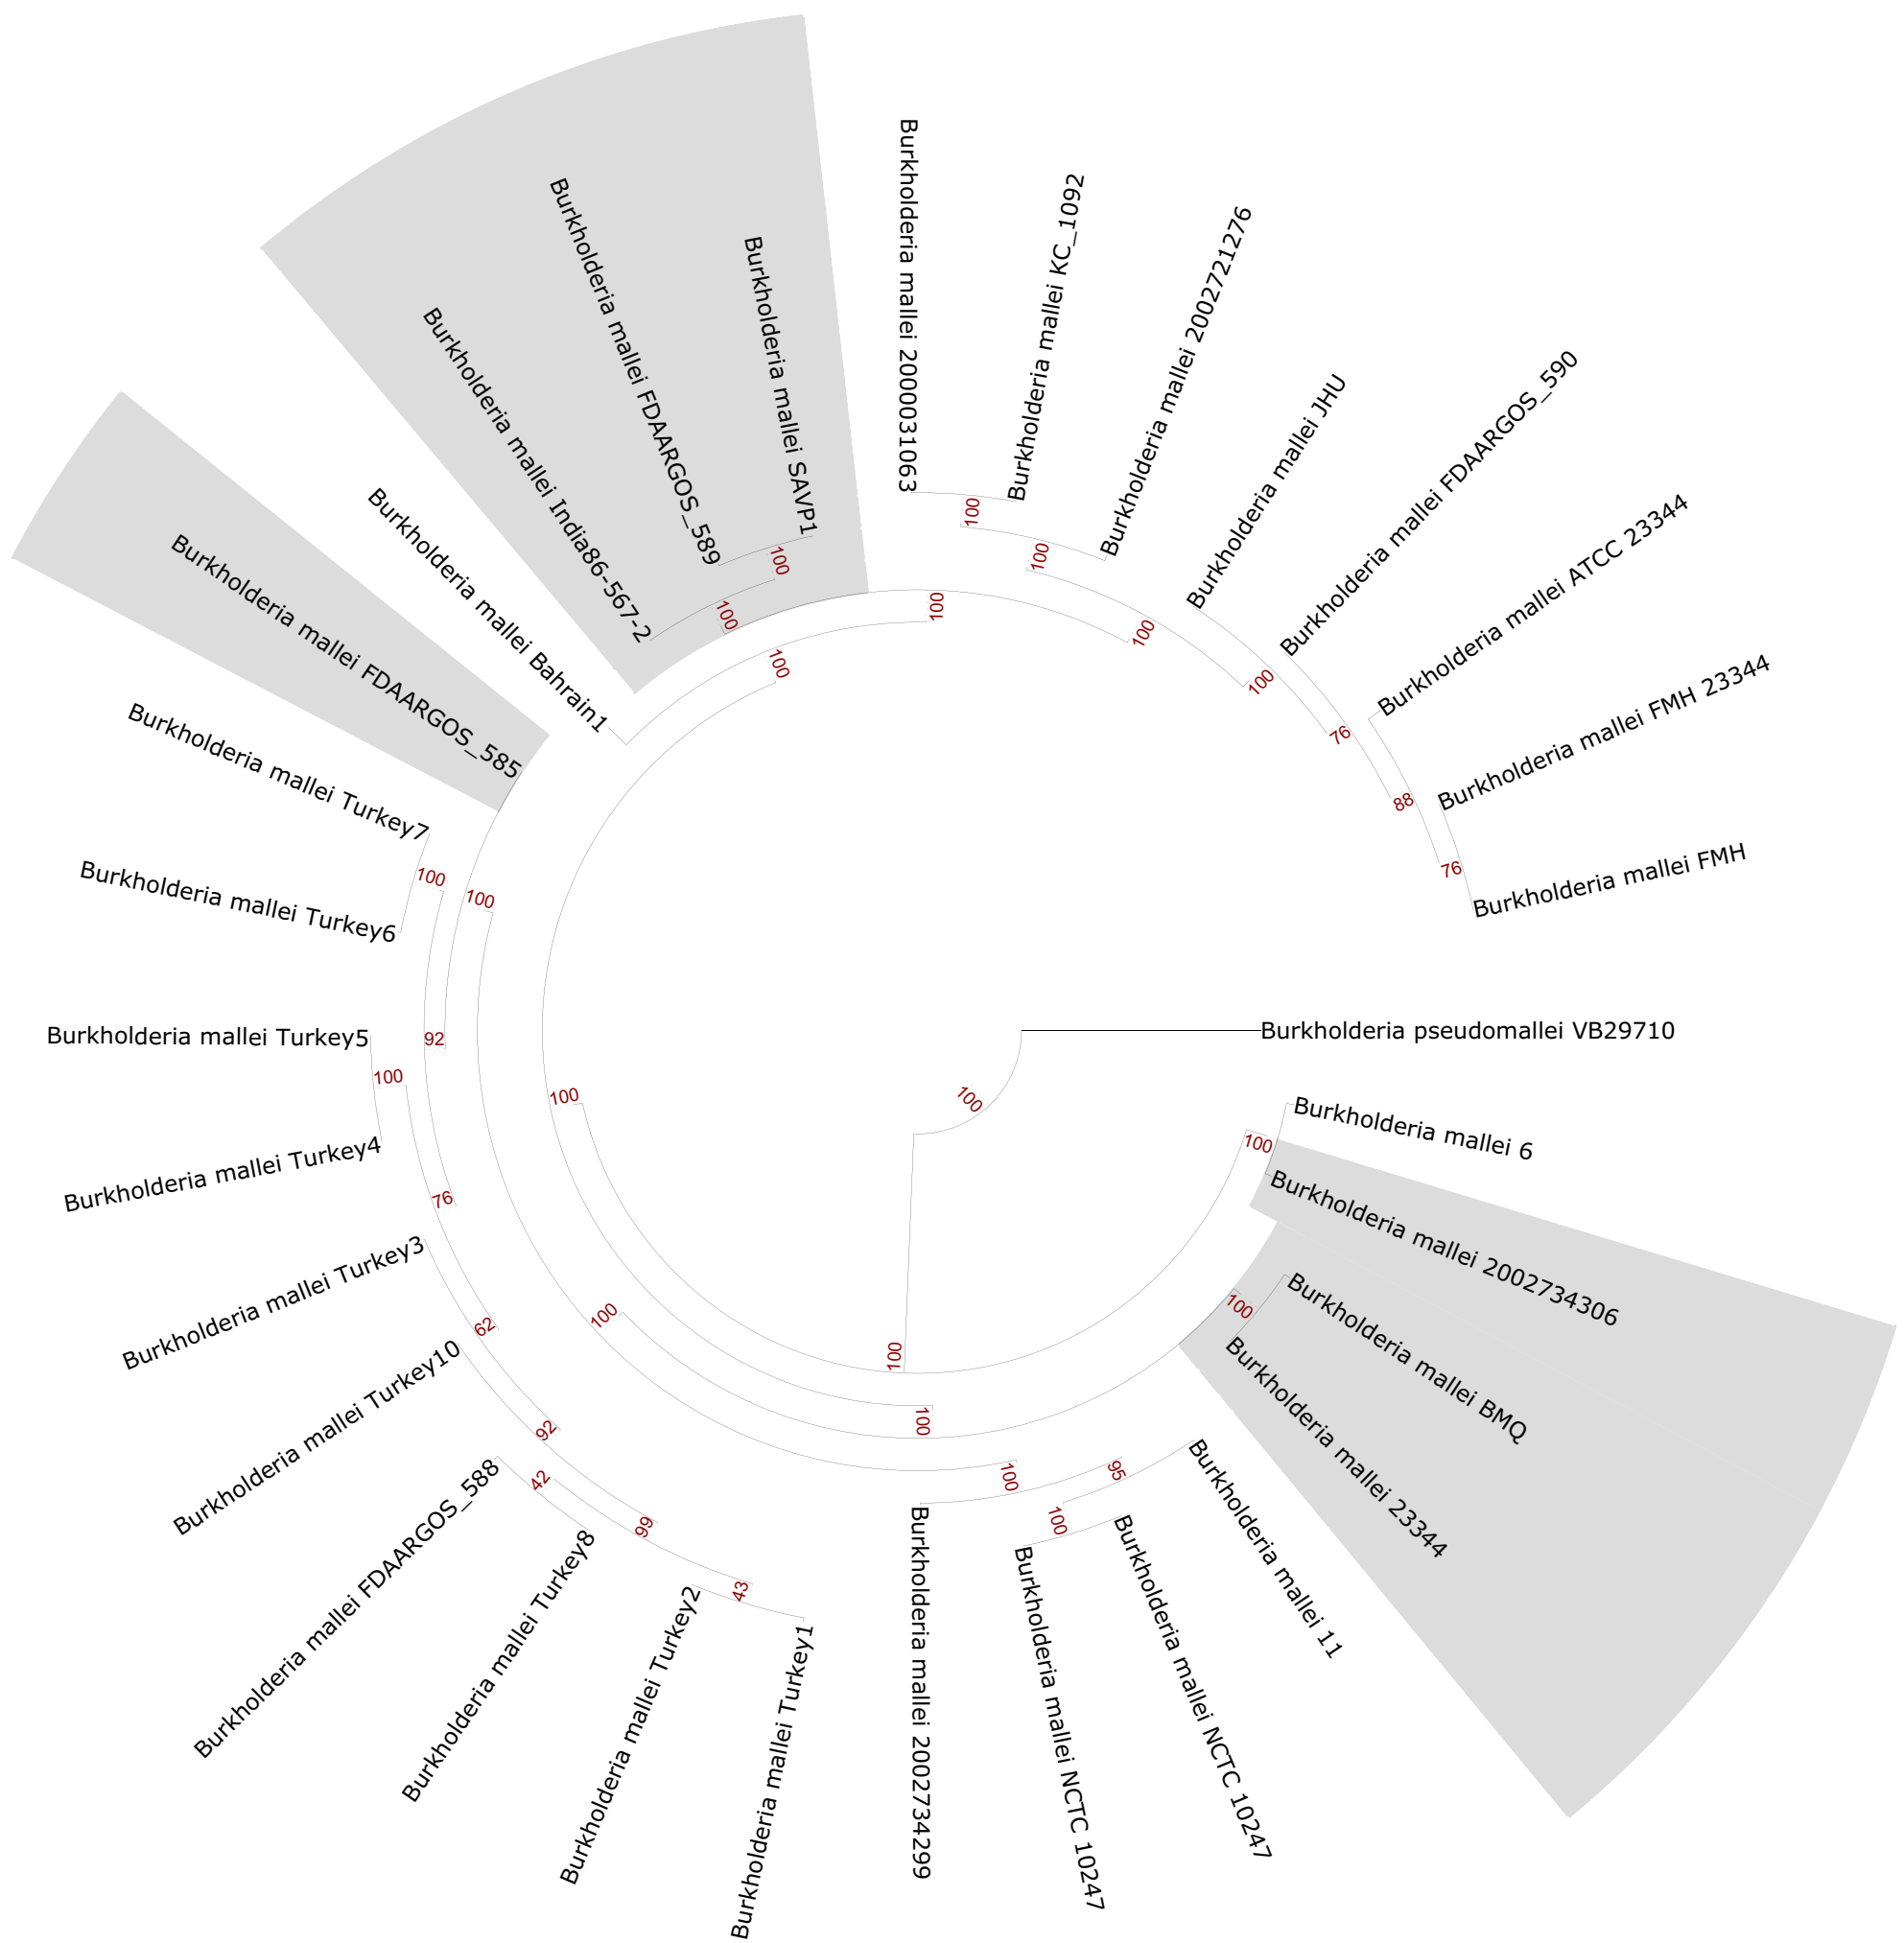 Burkholderia mallei 2000031063
Burkholderia mallei KC_1092
Burkholderia mallei 2002721276
Burkholderia mallei JHU
Burkholderia mallei FDAARGOS_590
Burkholderia mallei ATCC 23344
Burkholderia mallei FMH 23344
Burkholderia mallei FMH
Burkholderia pseudomallei VB29710
Burkholderia mallei 6
Burkholderia mallei 2002734306
Burkholderia mallei BMQ
Burkholderia mallei 23344
Burkholderia mallei 11
Burkholderia mallei NCTC 10247
Burkholderia mallei NCTC 10247
Burkholderia mallei 2002734299
Burkholderia mallei Turkey1
Burkholderia mallei Turkey2
Burkholderia mallei Turkey8
Burkholderia mallei FDAARGOS_588
Burkholderia mallei Turkey10
Burkholderia mallei Turkey3
Burkholderia mallei Turkey4
Burkholderia mallei Turkey5
Burkholderia mallei Turkey6
Burkholderia mallei Turkey7
Burkholderia mallei FDAARGOS_585
Burkholderia mallei Bahrain1
Burkholderia mallei India86-567-2
Burkholderia mallei FDAARGOS_589
Burkholderia mallei SAVP1
100
100
100
100
76
88
76
100
100
100
100
100
100
100
92
100
76
62
92
42
99
43
100
100
100
95
100
100
100
100
100